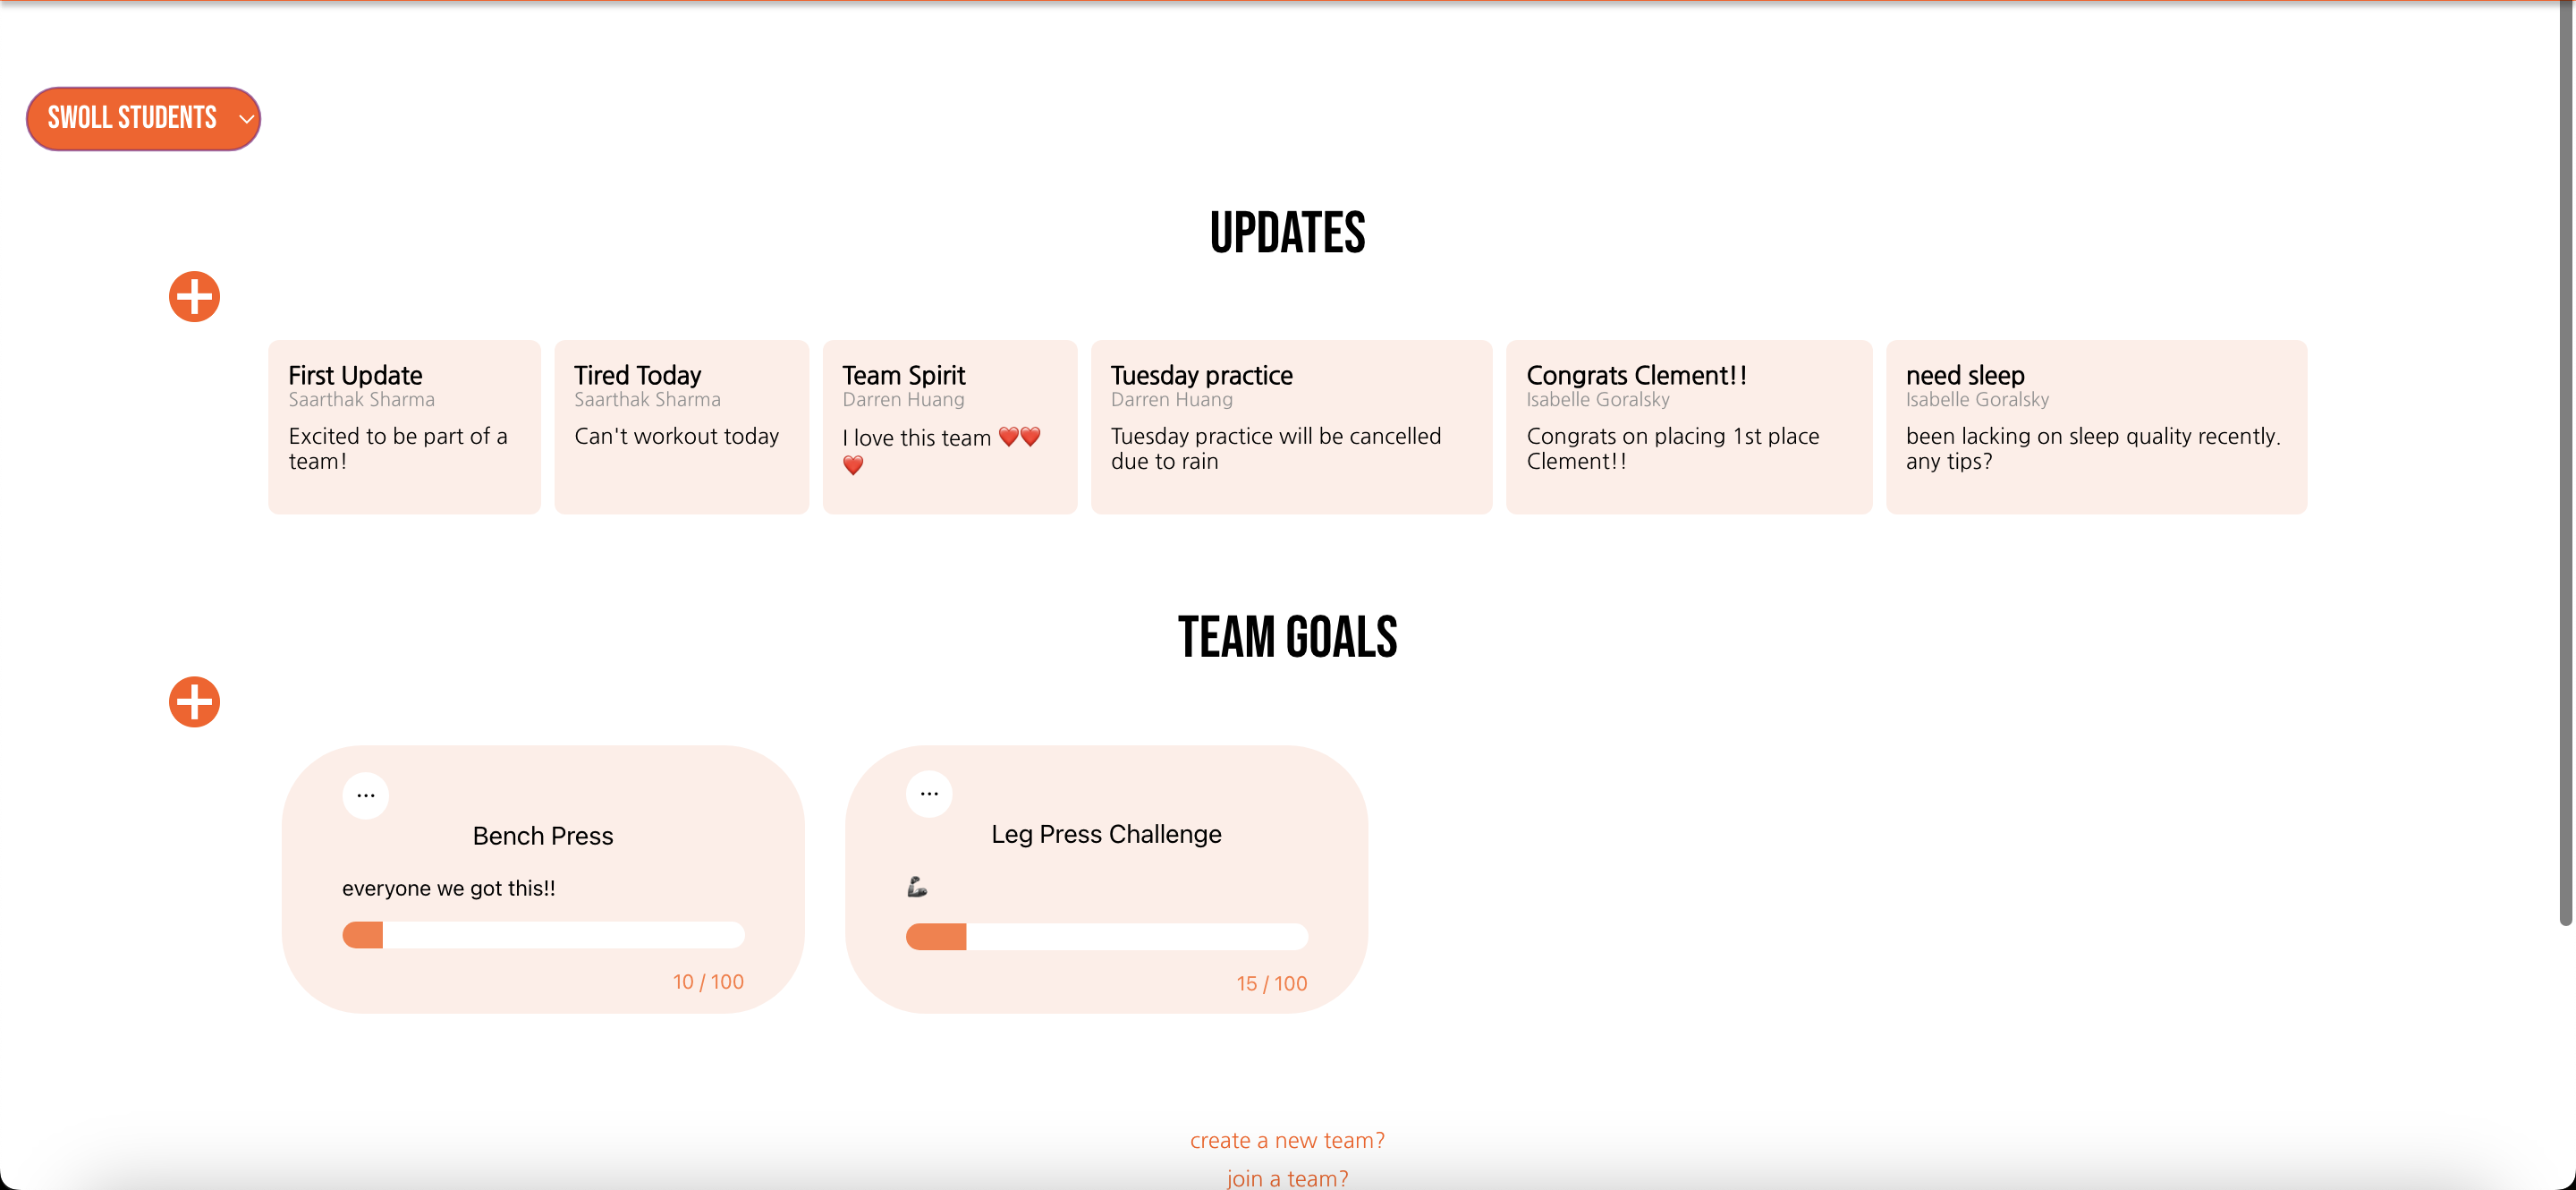 SWOLL STUDENTS
UPDATES
First Update
Saarthak Sharma
Excited to be part of a
team!
Tired Today
Saarthak Sharma
Can't workout today
Team Spirit
Darren Huang
I love this team ❤️❤️
❤️
Tuesday practice
Darren Huang
Tuesday practice will be cancelled
due to rain
Congrats Clement!!
Isabelle Goralsky
Congrats on placing 1st place
Clement!!
need sleep
Isabelle Goralsky
been lacking on sleep quality recently.
any tips?
TEAM GOALS
...
Bench Press
everyone we got this!!
10 / 100
...
Leg Press Challenge
🦾
15 / 100
create a new team?
join a team?